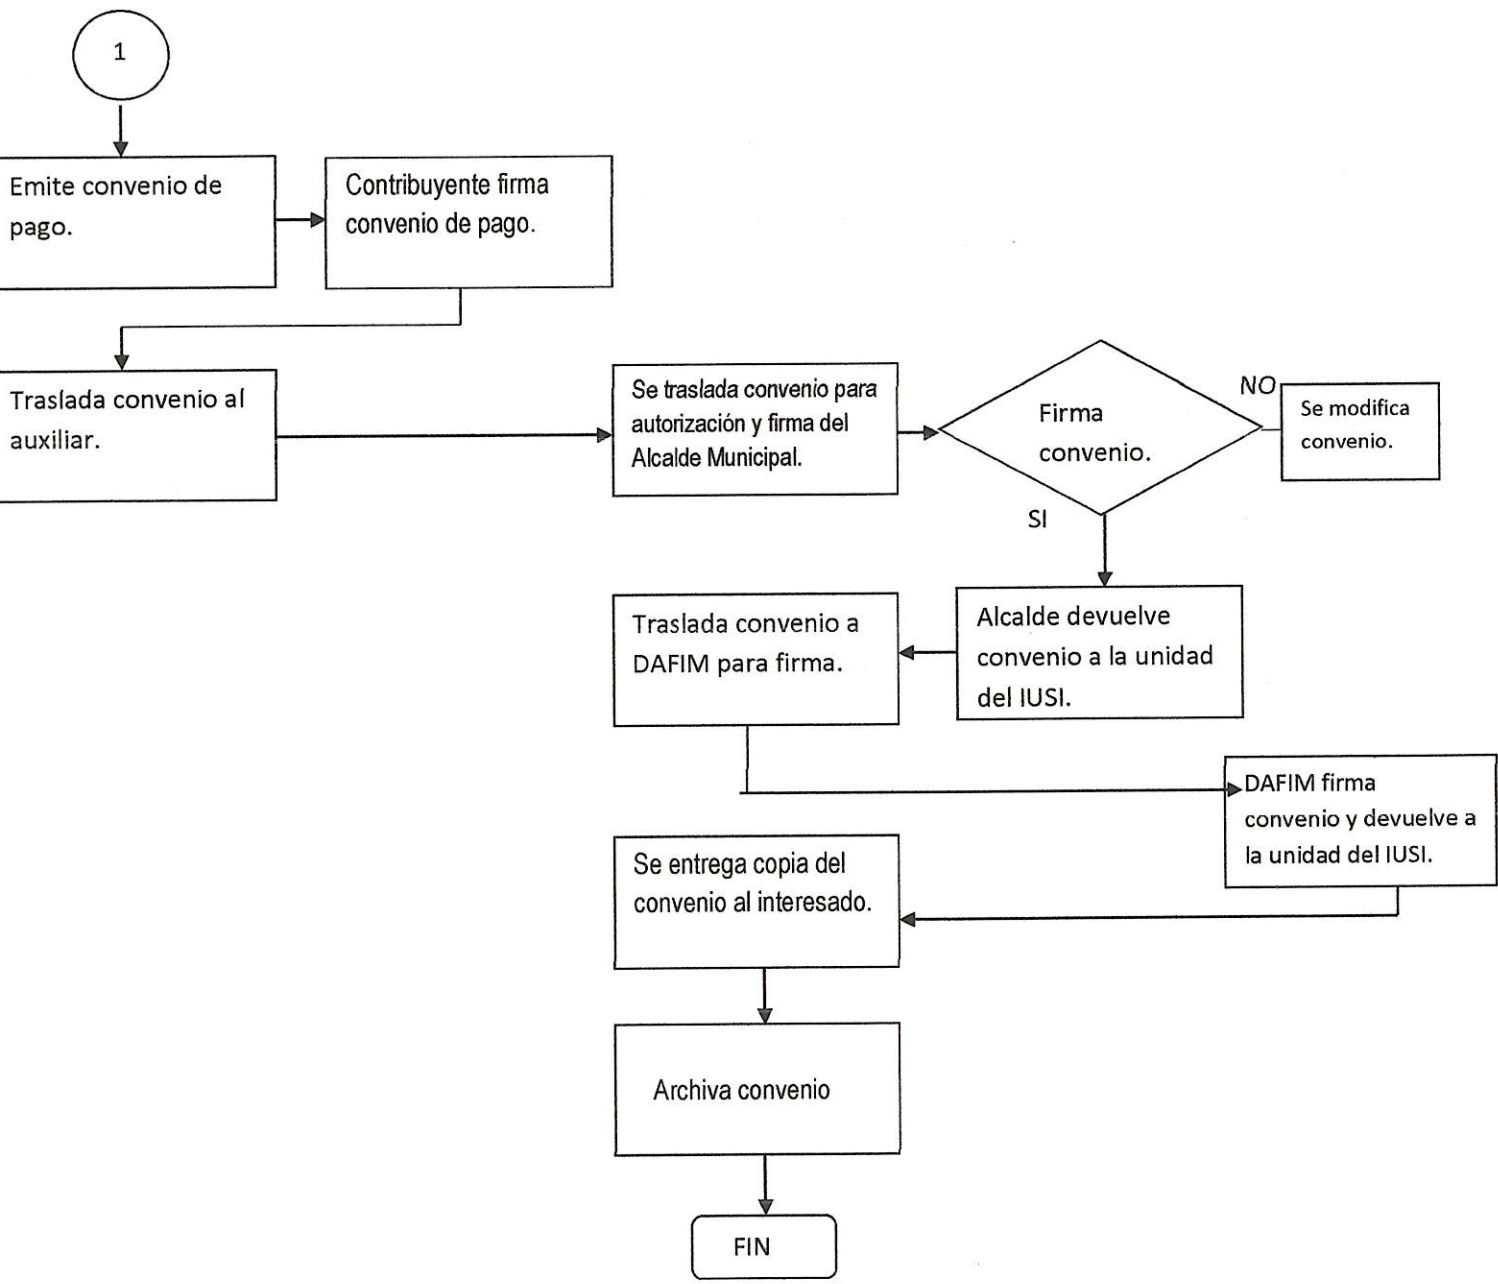 1
Emite convenio de
pago.
Contribuyente firma
convenio de pago.
Traslada convenio al
auxiliar.
Se traslada convenio para
autorización y firma del
Alcalde Municipal.
Firma
convenio.
NO
Se modifica
convenio.
SI
Alcalde devuelve
convenio a la unidad
del IUSI.
Traslada convenio a
DAFIM para firma.
DAFIM firma
convenio y devuelve a
la unidad del IUSI.
Se entrega copia del
convenio al interesado.
Archiva convenio
FIN